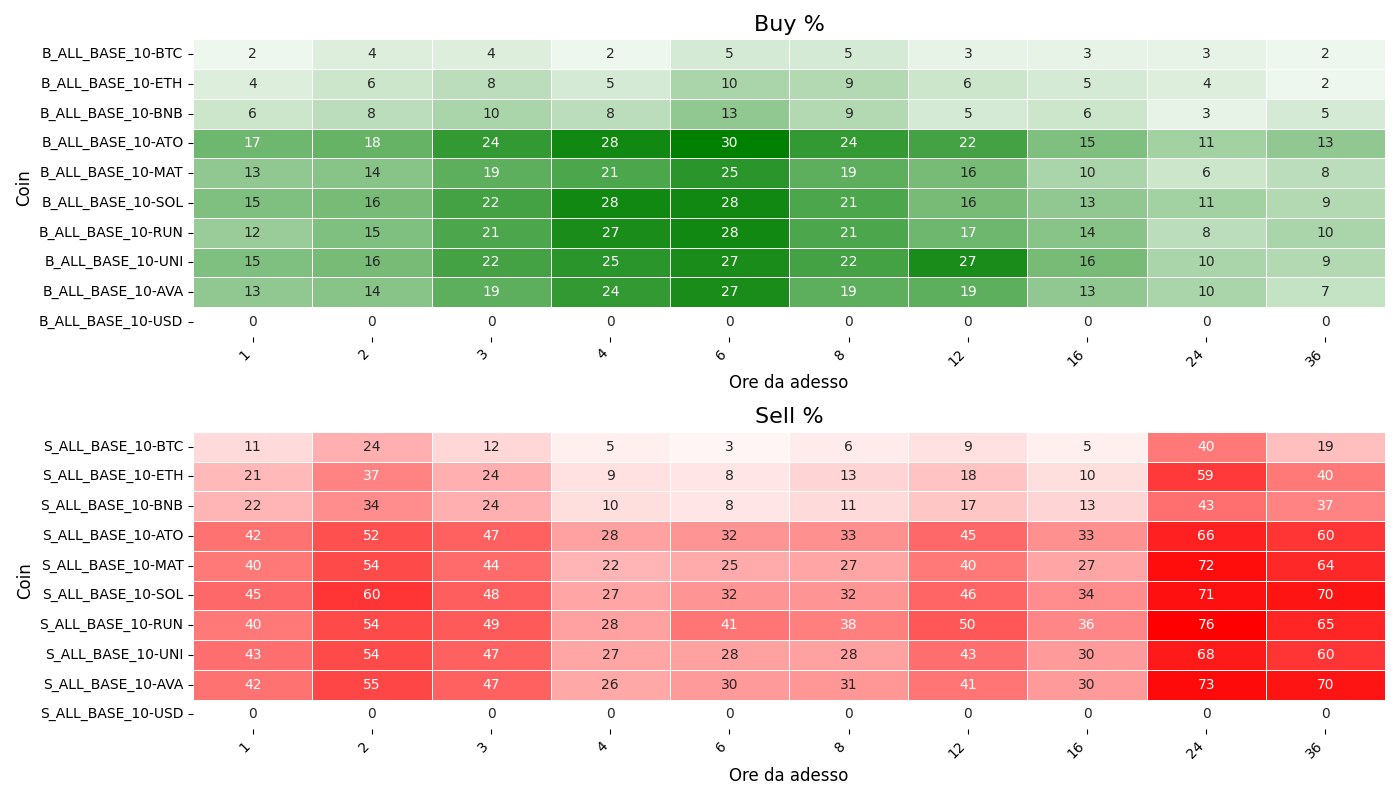 Buy %
Coin
B_ALL_BASE_10-BTC 2 4 4 2 5 5 3 3 3 2
B_ALL_BASE_10-ETH 4 6 8 5 10 9 6 5 4 2
B_ALL_BASE_10-BNB 6 8 10 8 13 9 5 6 3 5
B_ALL_BASE_10-ATO 17 18 24 28 30 24 22 15 11 13
B_ALL_BASE_10-MAT 13 14 19 21 25 19 16 10 6 8
B_ALL_BASE_10-SOL 15 16 22 28 28 21 16 13 11 9
B_ALL_BASE_10-RUN 12 15 21 27 28 21 17 14 8 10
B_ALL_BASE_10-UNI 15 16 22 25 27 22 27 16 10 9
B_ALL_BASE_10-AVA 13 14 19 24 27 19 19 13 10 7
B_ALL_BASE_10-USD 0 0 0 0 0 0 0 0 0 0
1 2 3 4 6 8 12 16 24 36
Ore da adesso
Sell %
Coin
S_ALL_BASE_10-BTC 11 24 12 5 3 6 9 5 40 19
S_ALL_BASE_10-ETH 21 37 24 9 8 13 18 10 59 40
S_ALL_BASE_10-BNB 22 34 24 10 8 11 17 13 43 37
S_ALL_BASE_10-ATO 42 52 47 28 32 33 45 33 66 60
S_ALL_BASE_10-MAT 40 54 44 22 25 27 40 27 72 64
S_ALL_BASE_10-SOL 45 60 48 27 32 32 46 34 71 70
S_ALL_BASE_10-RUN 40 54 49 28 41 38 50 36 76 65
S_ALL_BASE_10-UNI 43 54 47 27 28 28 43 30 68 60
S_ALL_BASE_10-AVA 42 55 47 26 30 31 41 30 73 70
S_ALL_BASE_10-USD 0 0 0 0 0 0 0 0 0 0
1 2 3 4 6 8 12 16 24 36
Ore da adesso